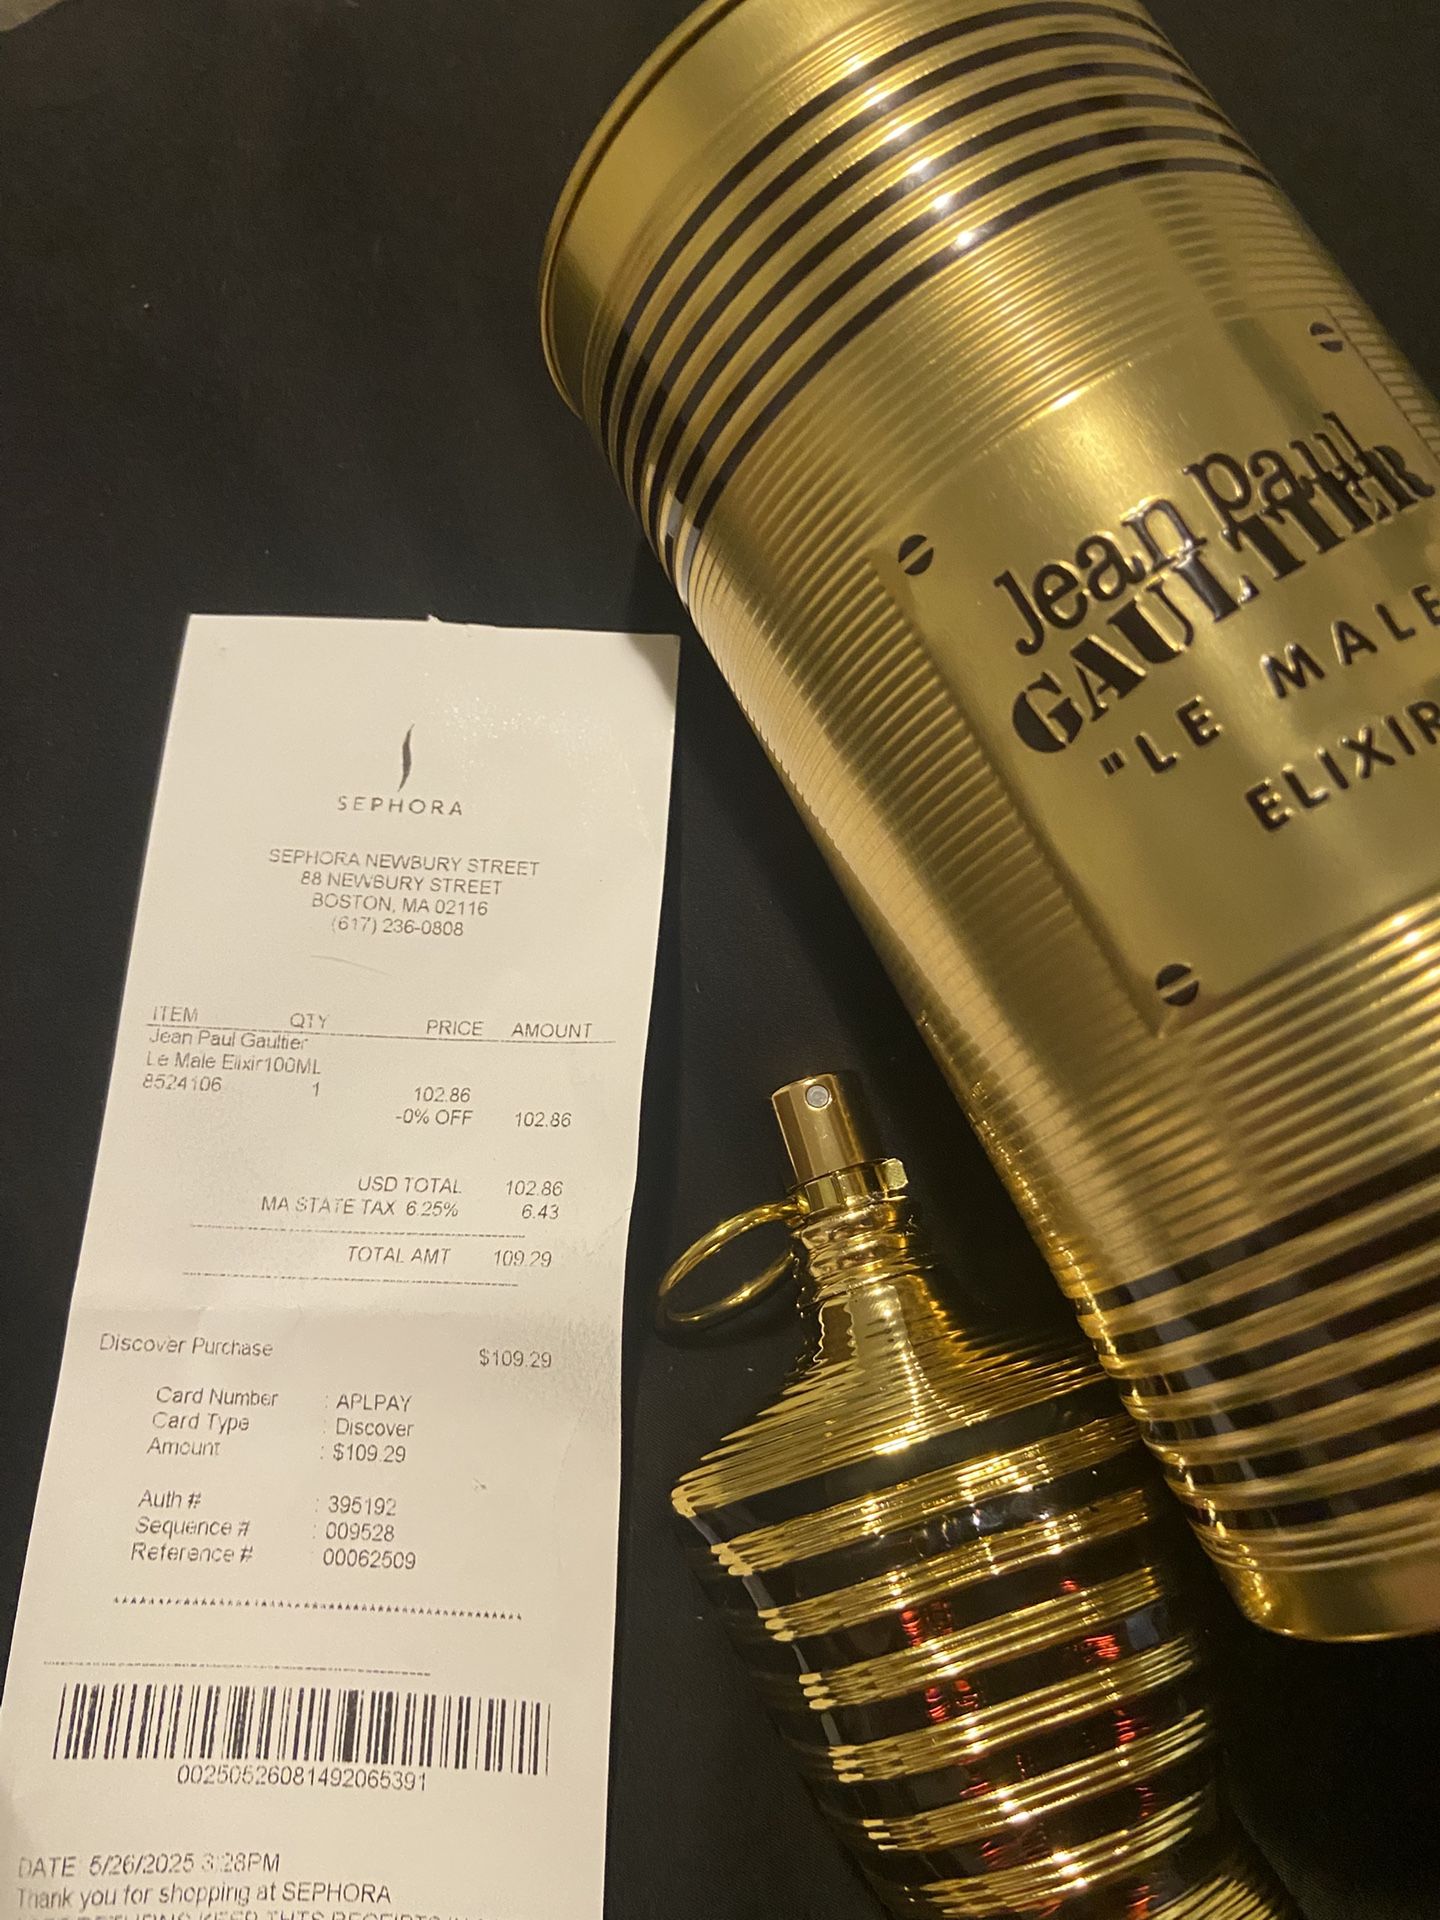 SEPHORA
SEPHORA NEWBURY STREET
88 NEWBURY STREET
BOSTON, MA 02116
(617) 236-0808
ITEM QTY PRICE AMOUNT
Jean Paul Gaultier
Le Male Elixir100ML
8524106 1 102.86
-0% OFF 102.86
USD TOTAL 102.86
MA STATE TAX 6.25% 6.43
TOTAL AMT 109.29
Discover Purchase $109.29
Card Number : APLPAY
Card Type : Discover
Amount : $109.29
Auth # : 395192
Sequence # : 009528
Reference # 00062509
00250526081492065391
DATE: 5/26/2025 3:28PM
Thank you for shopping at SEPHORA
Jean Paul
GAULTIER
"LE MALE
ELIXIR